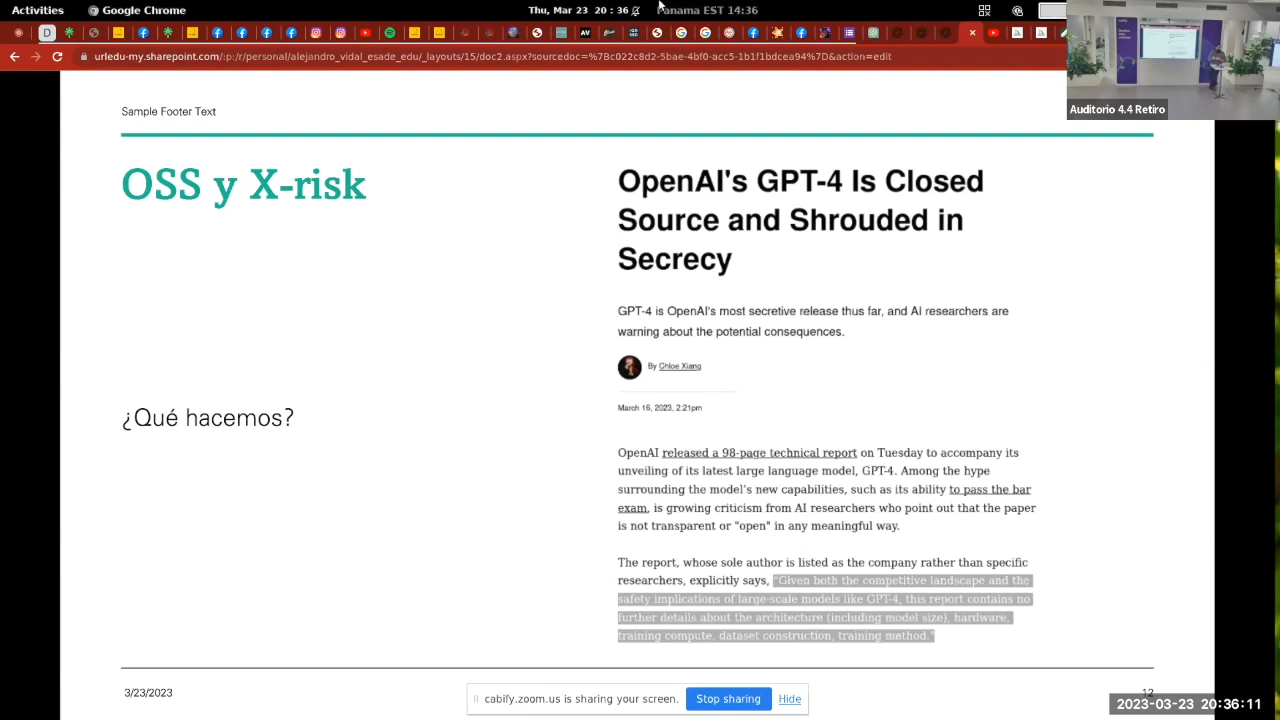 Activities
Google Chrome
Thu, Mar 23 20 : 36
Panama EST 14:36
urledu-my.sharepoint.com/:p:/r/personal/alejandro_vidal_esade_edu/_layouts/15/doc2.aspx?sourcedoc=%7Bc022c8d2-5bae-4bf0-acc5-1b1f1bdcea94%7D&action=edit
Auditorio 4.4 Retiro
Sample Footer Text
OSS y X-risk
¿Qué hacemos?
OpenAI's GPT-4 Is Closed
Source and Shrouded in
Secrecy
GPT-4 is OpenAI's most secretive release thus far, and AI researchers are
warning about the potential consequences.
By Chloe Xiang
March 16, 2023, 2:21pm
OpenAI released a 98-page technical report on Tuesday to accompany its
unveiling of its latest large language model, GPT-4. Among the hype
surrounding the model's new capabilities, such as its ability to pass the bar
exam, is growing criticism from AI researchers who point out that the paper
is not transparent or "open" in any meaningful way.
The report, whose sole author is listed as the company rather than specific
researchers, explicitly says, "Given both the competitive landscape and the
safety implications of large-scale models like GPT-4, this report contains no
further details about the architecture (including model size), hardware,
training compute, dataset construction, training method."
3/23/2023
12
cabify.zoom.us is sharing your screen.
Stop sharing
Hide
2023-03-23 20:36:11